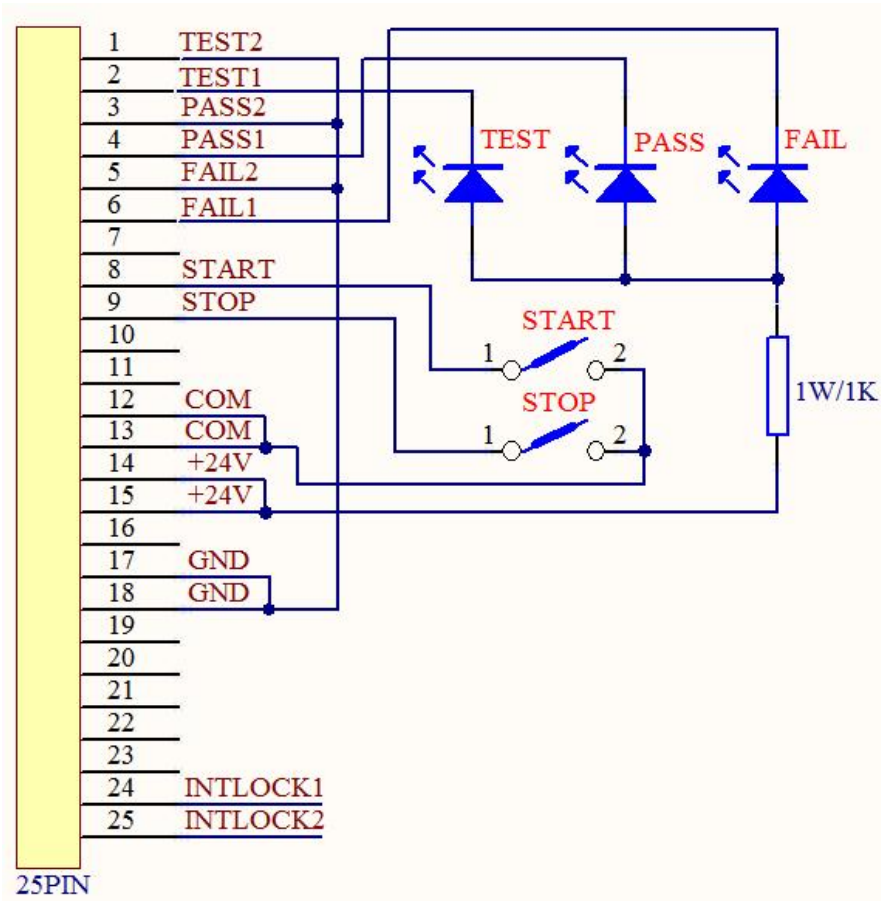 1 TEST2
2 TEST1
3 PASS2
4 PASS1
5 FAIL2
6 FAIL1
7
8 START
9 STOP
10
11
12 COM
13 COM
14 +24V
15 +24V
16
17 GND
18 GND
19
20
21
22
23
24 INTLOCK1
25 INTLOCK2
25PIN
TEST
PASS
FAIL
START
1 2
STOP
1 2
1W/1K